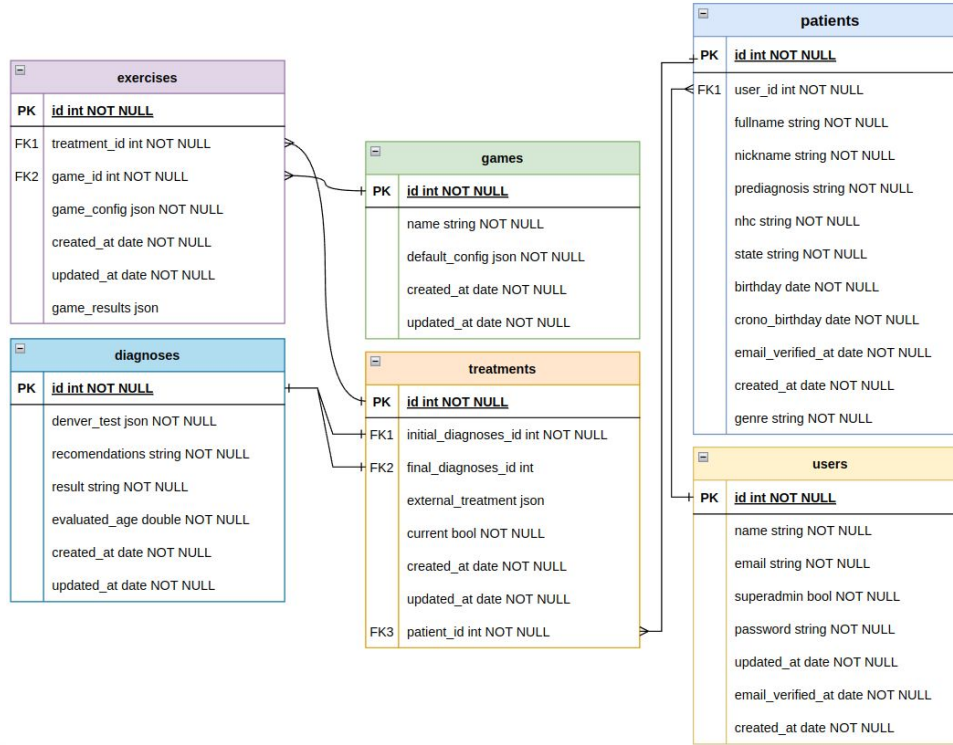 exercises
PK id int NOT NULL
FK1 treatment_id int NOT NULL
FK2 game_id int NOT NULL
game_config json NOT NULL
created_at date NOT NULL
updated_at date NOT NULL
game_results json
diagnoses
PK id int NOT NULL
denver_test json NOT NULL
recomendations string NOT NULL
result string NOT NULL
evaluated_age double NOT NULL
created_at date NOT NULL
updated_at date NOT NULL
games
PK id int NOT NULL
name string NOT NULL
default_config json NOT NULL
created_at date NOT NULL
updated_at date NOT NULL
treatments
PK id int NOT NULL
FK1 initial_diagnoses_id int NOT NULL
FK2 final_diagnoses_id int
external_treatment json
current bool NOT NULL
created_at date NOT NULL
updated_at date NOT NULL
FK3 patient_id int NOT NULL
patients
PK id int NOT NULL
FK1 user_id int NOT NULL
fullname string NOT NULL
nickname string NOT NULL
prediagnosis string NOT NULL
nhc string NOT NULL
state string NOT NULL
birthday date NOT NULL
crono_birthday date NOT NULL
email_verified_at date NOT NULL
created_at date NOT NULL
genre string NOT NULL
users
PK id int NOT NULL
name string NOT NULL
email string NOT NULL
superadmin bool NOT NULL
password string NOT NULL
updated_at date NOT NULL
email_verified_at date NOT NULL
created_at date NOT NULL